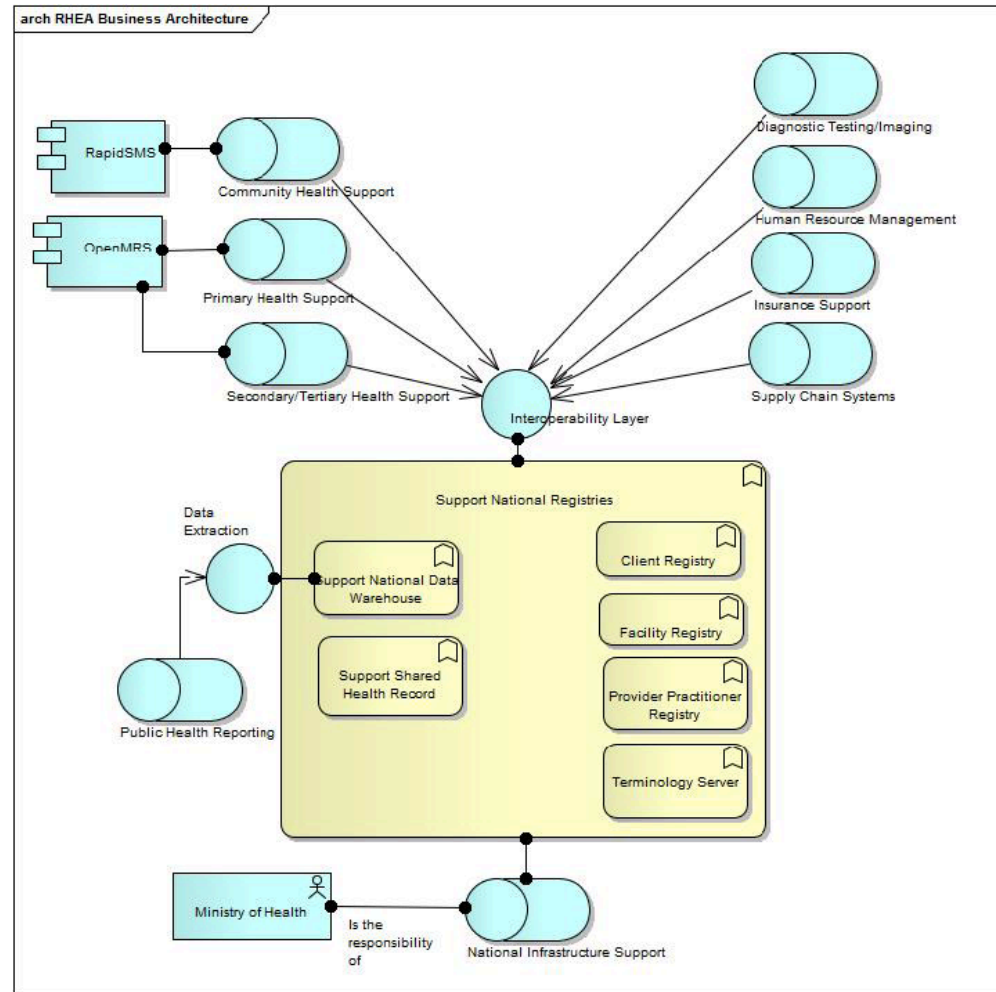 arch RHEA Business Architecture
RapidSMS
Community Health Support
OpenMRS
Primary Health Support
Secondary/Tertiary Health Support
Diagnostic Testing/Imaging
Human Resource Management
Insurance Support
Supply Chain Systems
Interoperability Layer
Support National Registries
Data
Extraction
Support National Data
Warehouse
Support Shared
Health Record
Client Registry
Facility Registry
Provider Practitioner
Registry
Terminology Server
Public Health Reporting
Ministry of Health
Is the
responsibility
of
National Infrastructure Support